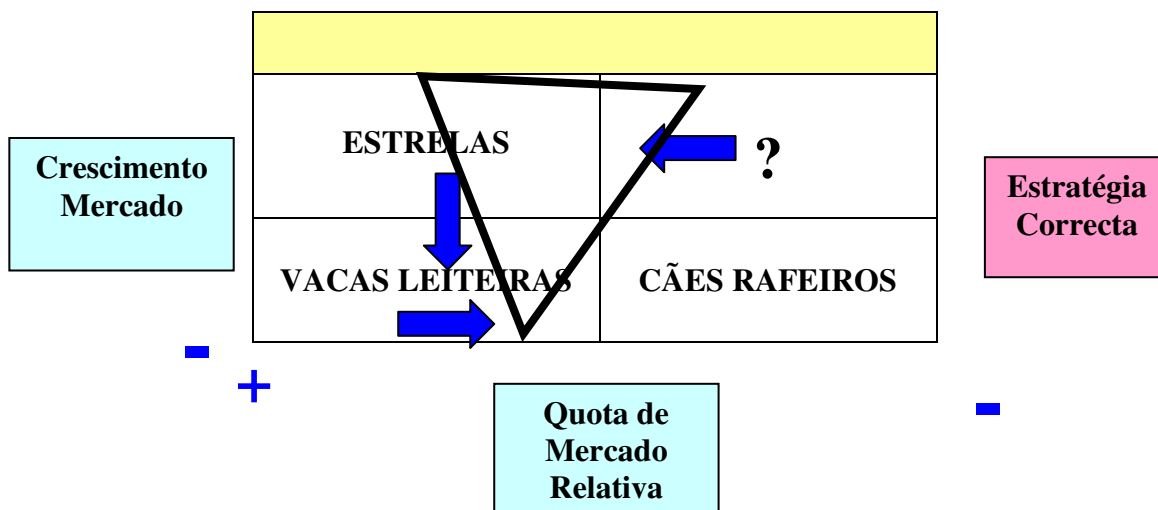 ESTRELAS
?
Crescimento
Mercado
Estratégia
Correcta
VACAS LEITEIRAS
CÃES RAFEIROS
-
+
-
Quota de
Mercado
Relativa